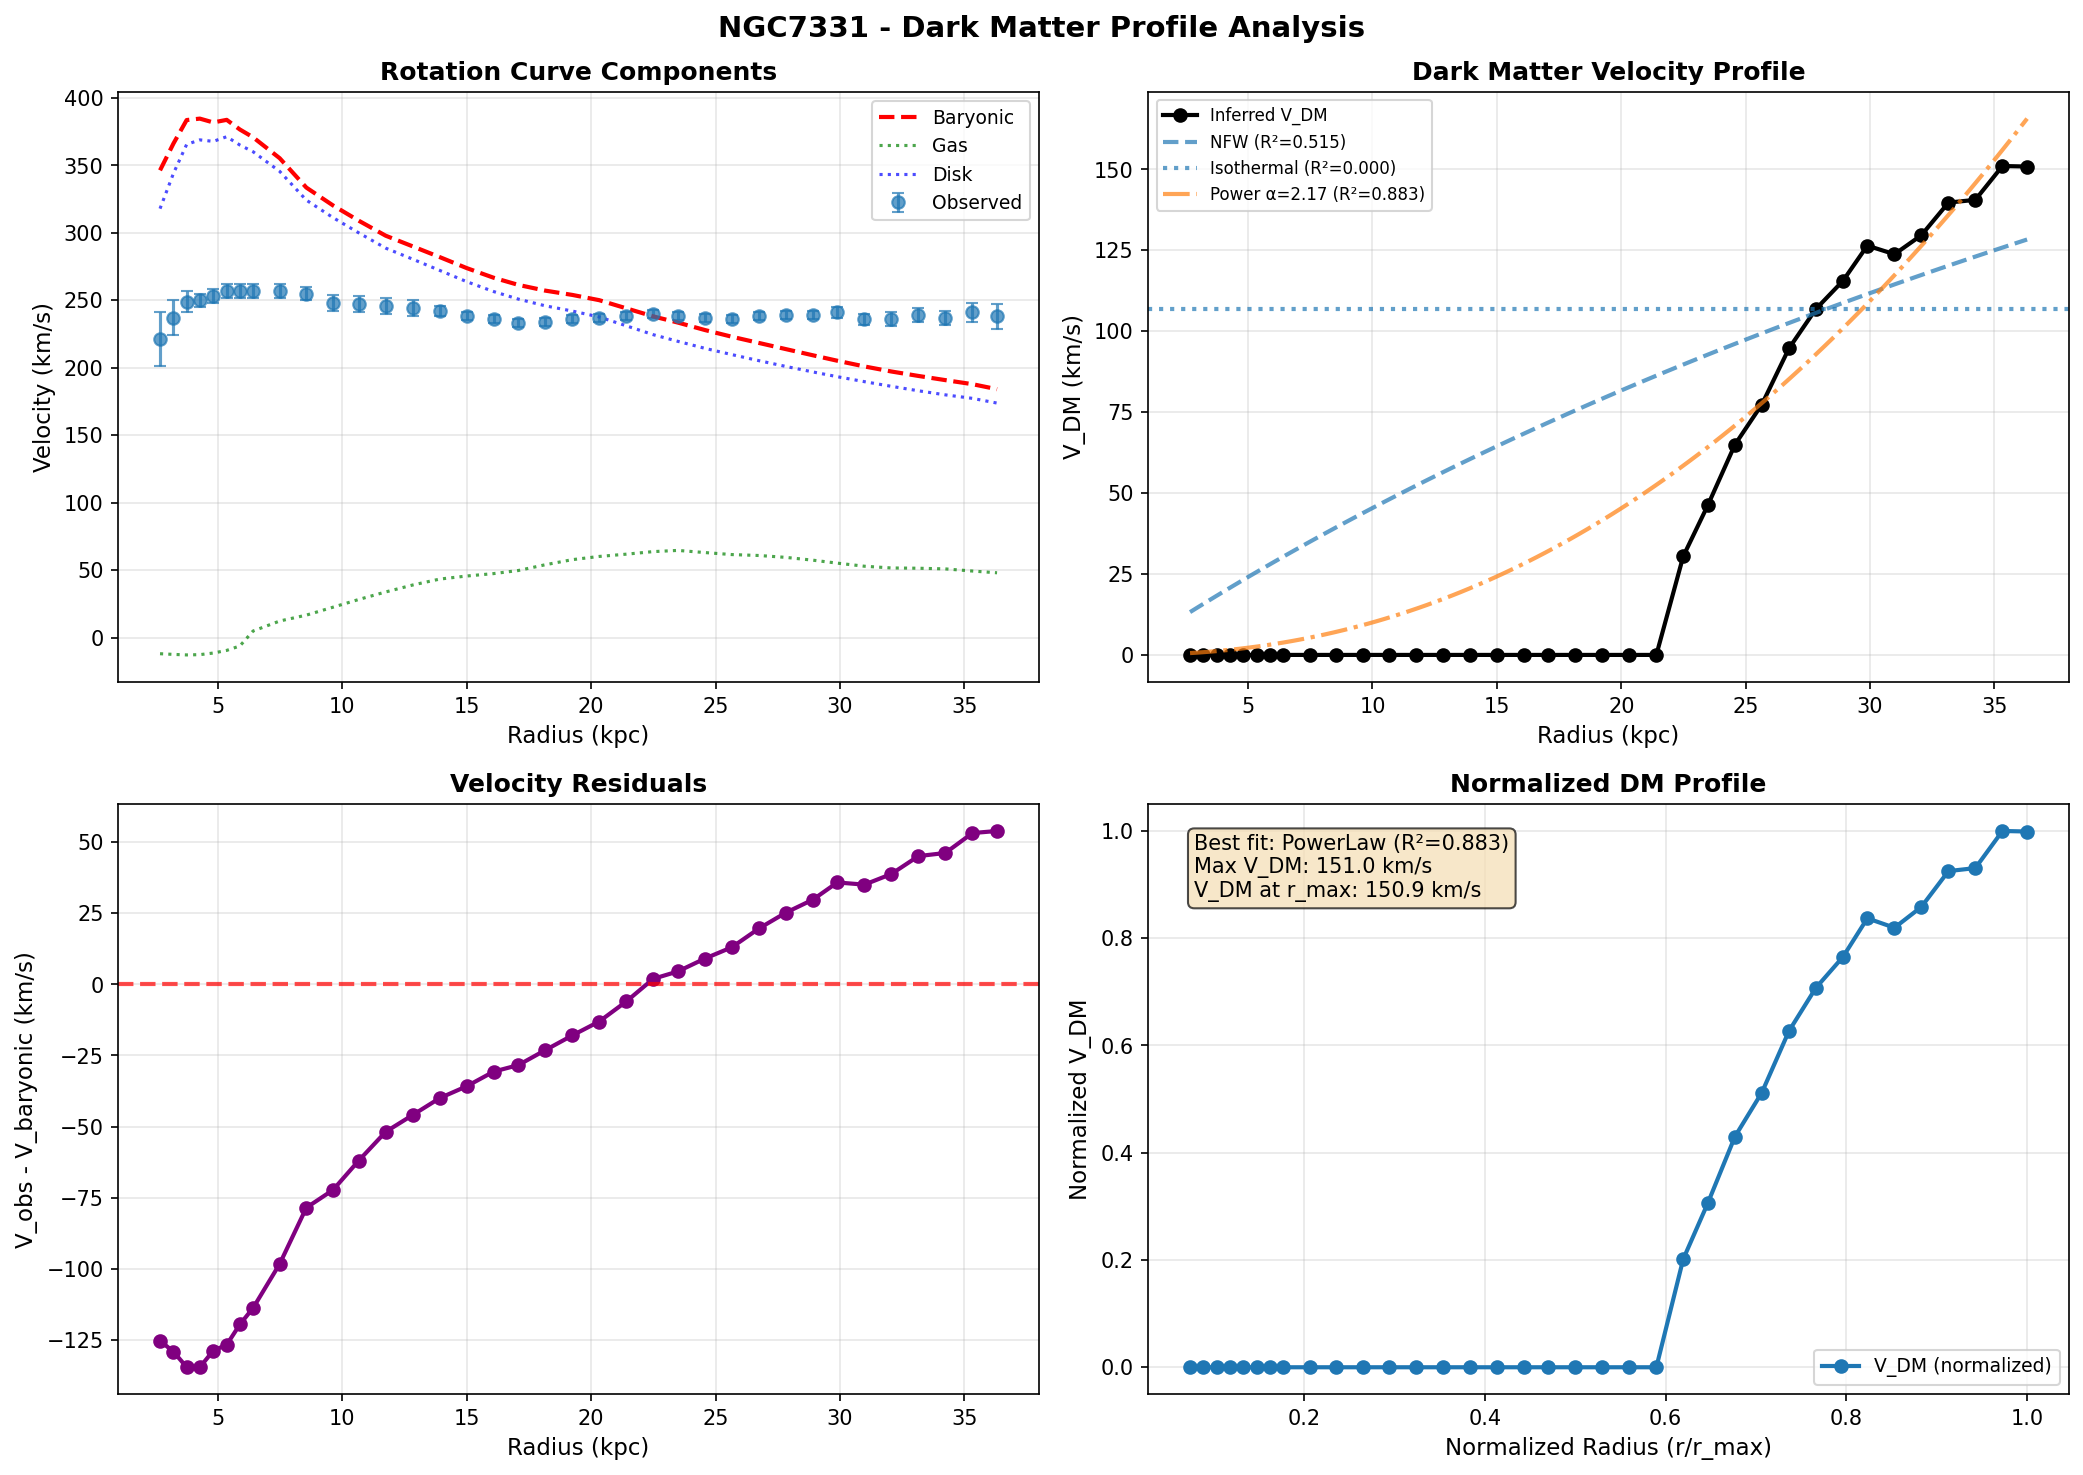 NGC7331 - Dark Matter Profile Analysis
Rotation Curve Components
400
350
300
250
200
150
100
50
0
Velocity (km/s)
5 10 15 20 25 30 35
Radius (kpc)
Baryonic
Gas
Disk
Observed
Dark Matter Velocity Profile
150
125
100
75
50
25
0
V_DM (km/s)
5 10 15 20 25 30 35
Radius (kpc)
Inferred V_DM
NFW (R²=0.515)
Isothermal (R²=0.000)
Power α=2.17 (R²=0.883)
Velocity Residuals
50
25
0
−25
−50
−75
−100
−125
V_obs - V_baryonic (km/s)
5 10 15 20 25 30 35
Radius (kpc)
Normalized DM Profile
1.0
0.8
0.6
0.4
0.2
0.0
Normalized V_DM
0.2 0.4 0.6 0.8 1.0
Normalized Radius (r/r_max)
Best fit: PowerLaw (R²=0.883)
Max V_DM: 151.0 km/s
V_DM at r_max: 150.9 km/s
V_DM (normalized)